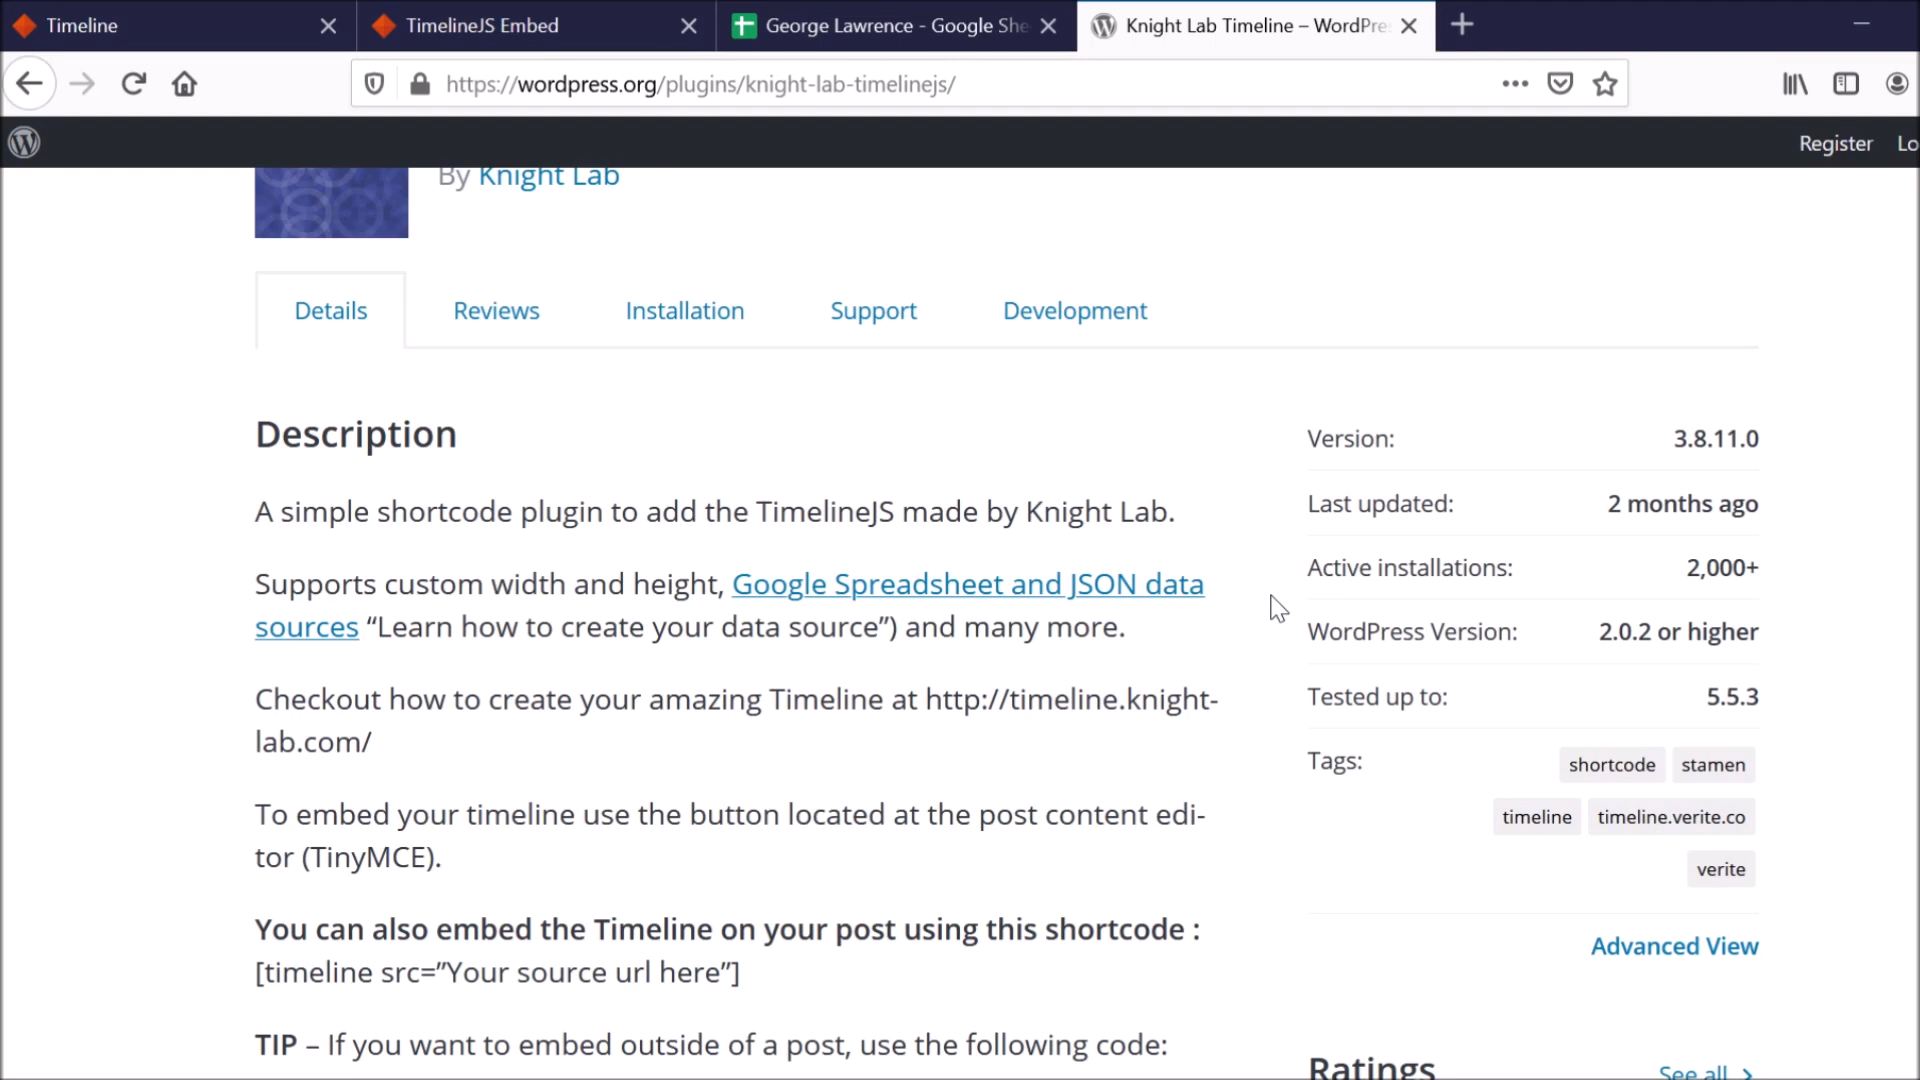 Timeline
TimelineJS Embed
George Lawrence - Google She
Knight Lab Timeline – WordPre
https://wordpress.org/plugins/knight-lab-timelinejs/
Register
Lo
By Knight Lab
Details
Reviews
Installation
Support
Development
Description
A simple shortcode plugin to add the TimelineJS made by Knight Lab.
Supports custom width and height, Google Spreadsheet and JSON data
sources “Learn how to create your data source”) and many more.
Checkout how to create your amazing Timeline at http://timeline.knight-
lab.com/
To embed your timeline use the button located at the post content edi-
tor (TinyMCE).
You can also embed the Timeline on your post using this shortcode :
[timeline src=”Your source url here”]
TIP – If you want to embed outside of a post, use the following code:
Version: 3.8.11.0
Last updated: 2 months ago
Active installations: 2,000+
WordPress Version: 2.0.2 or higher
Tested up to: 5.5.3
Tags: shortcode stamen
timeline timeline.verite.co
verite
Advanced View
Ratings
See all